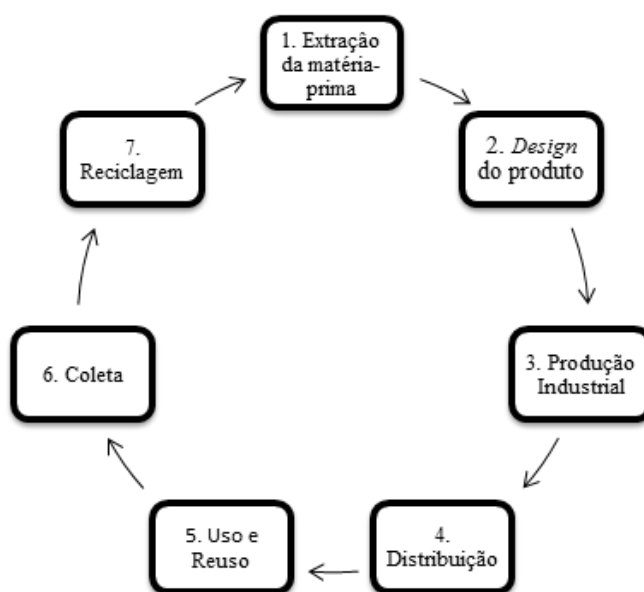 1. Extração
da matéria-
prima
2. Design
do produto
3. Produção
Industrial
4.
Distribuição
5. Uso e
Reuso
6. Coleta
7.
Reciclagem